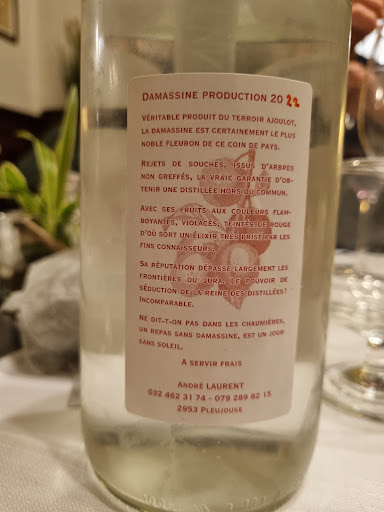 DAMASSINE PRODUCTION 2022
VÉRITABLE PRODUIT DU TERROIR AJOULOT,
LA DAMASSINE EST CERTAINEMENT LE PLUS
NOBLE FLEURON DE CE COIN DE PAYS.
REJETS DE SOUCHES, ISSUS D'ARBRES
NON GREFFÉS, LA VRAIE GARANTIE D'OB-
TENIR UNE DISTILLÉE HORS DU COMMUN.
AVEC SES FRUITS AUX COULEURS FLAM-
BOYANTES, VIOLACÉS, TEINTÉS DE ROUGE
D'OÙ SORT UN ÉLIXIR TRÈS PRISÉ PAR LES
FINS CONNAISSEURS.
SA RÉPUTATION DÉPASSE LARGEMENT LES
FRONTIÈRES DU JURA, LE POUVOIR DE
SÉDUCTION DE LA REINE DES DISTILLÉES !
INCOMPARABLE.
NE DIT-T-ON PAS DANS LES CHAUMIÈRES,
UN REPAS SANS DAMASSINE, EST UN JOUR
SANS SOLEIL.
A SERVIR FRAIS
ANDRÉ LAURENT
032 462 31 74 - 079 289 82 15
2953 PLEUJOUSE